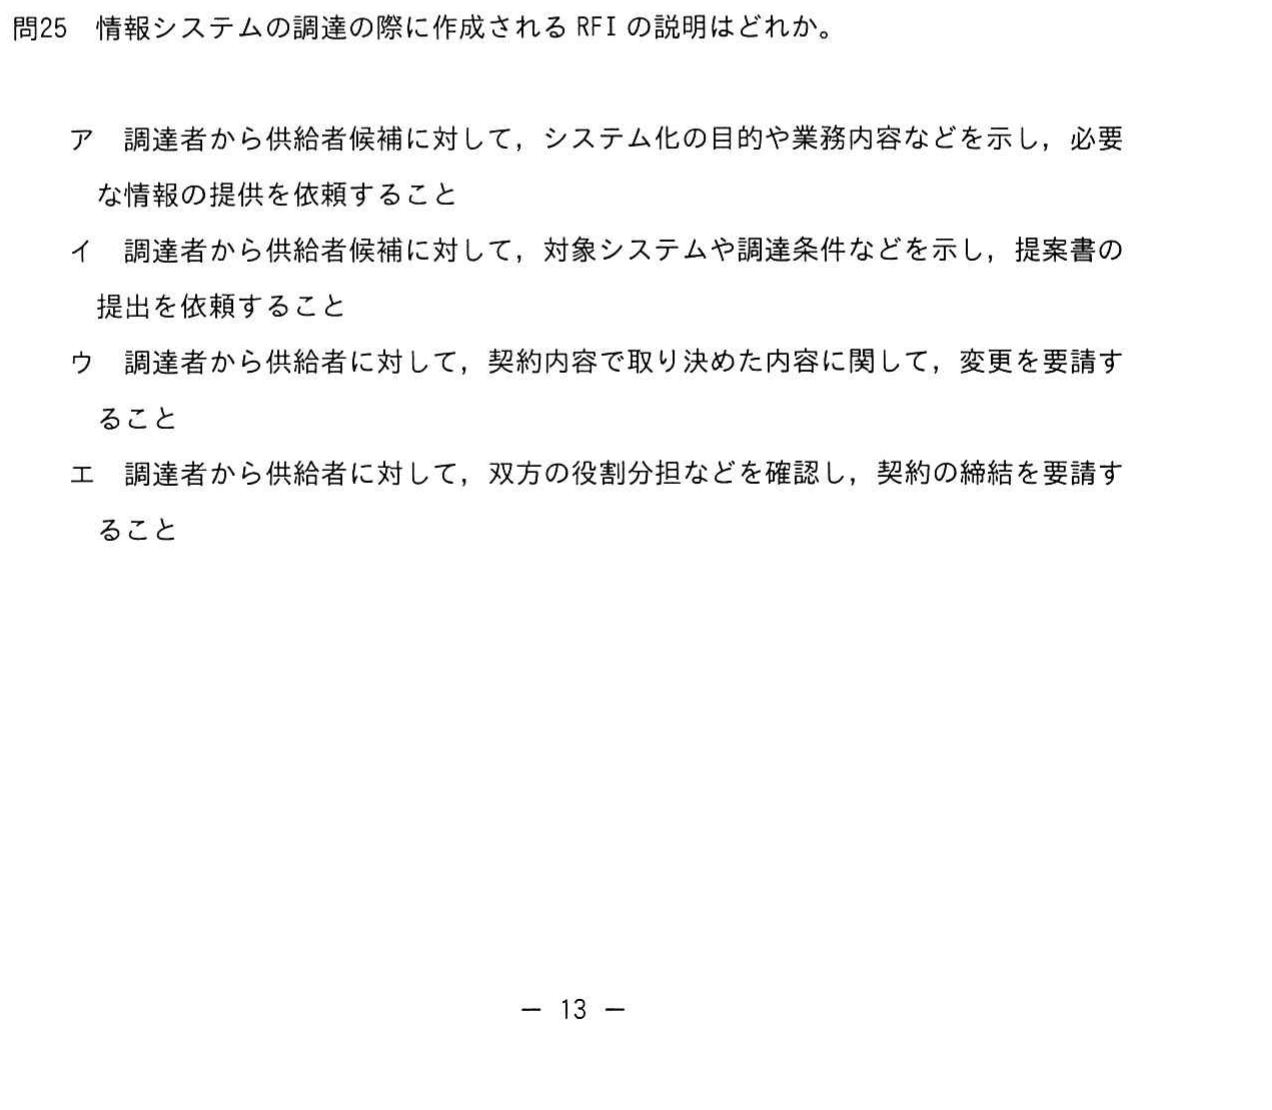 問25　情報システムの調達の際に作成される RFI の説明はどれか。
ア　調達者から供給者候補に対して，システム化の目的や業務内容などを示し，必要
な情報の提供を依頼すること
イ　調達者から供給者候補に対して，対象システムや調達条件などを示し，提案書の
提出を依頼すること
ウ　調達者から供給者に対して，契約内容で取り決めた内容に関して，変更を要請す
ること
エ　調達者から供給者に対して，双方の役割分担などを確認し，契約の締結を要請す
ること
― 13 ―